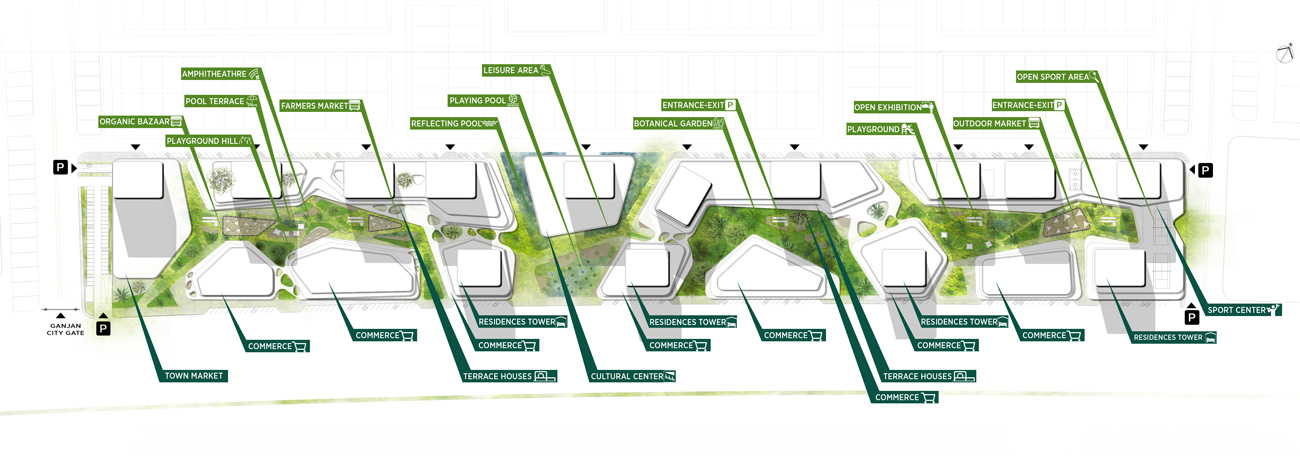 LEISURE AREA
AMPHITHEATHRE
OPEN SPORT AREA
POOL TERRACE
FARMERS MARKET
PLAYING POOL
ENTRANCE-EXIT P
OPEN EXHIBITION
ENTRANCE-EXIT P
ORGANIC BAZAAR
REFLECTING POOL
BOTANICAL GARDEN
PLAYGROUND
OUTDOOR MARKET
PLAYGROUND HILL
P
P
GANJAN
CITY GATE
P
P
SPORT CENTER
RESIDENCES TOWER
RESIDENCES TOWER
RESIDENCES TOWER
COMMERCE
COMMERCE
COMMERCE
RESIDENCES TOWER
COMMERCE
COMMERCE
COMMERCE
COMMERCE
TOWN MARKET
TERRACE HOUSES
CULTURAL CENTER
TERRACE HOUSES
COMMERCE